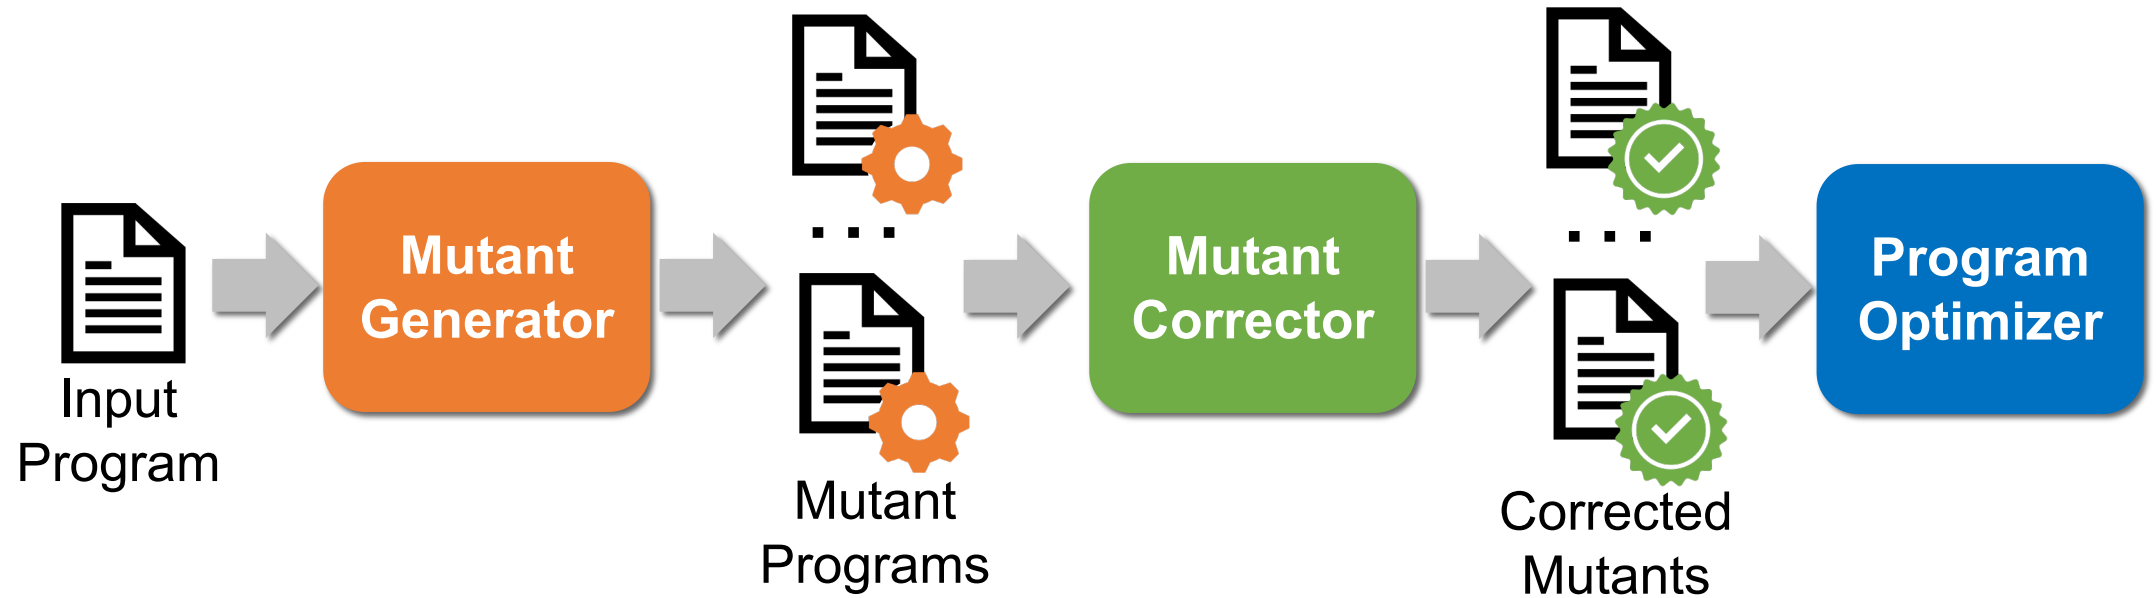 Input
Program
Mutant
Generator
Mutant
Programs
Mutant
Corrector
Corrected
Mutants
Program
Optimizer